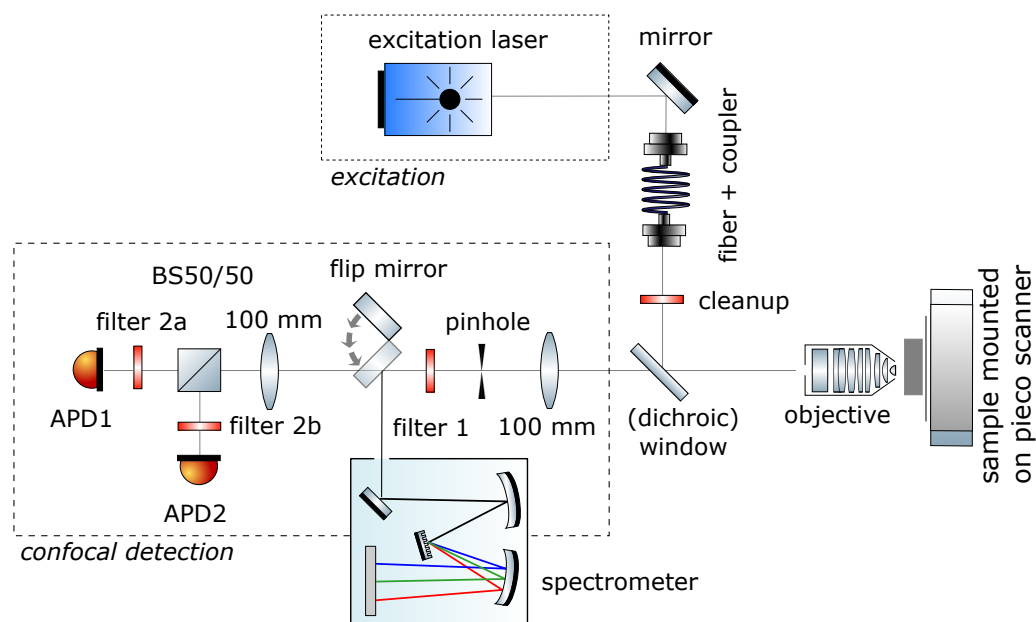 excitation laser
mirror
excitation
fiber + coupler
BS50/50
flip mirror
cleanup
filter 2a
100 mm
pinhole
APD1
filter 2b
filter 1
100 mm
(dichroic)
window
objective
sample mounted
on pieco scanner
APD2
confocal detection
spectrometer